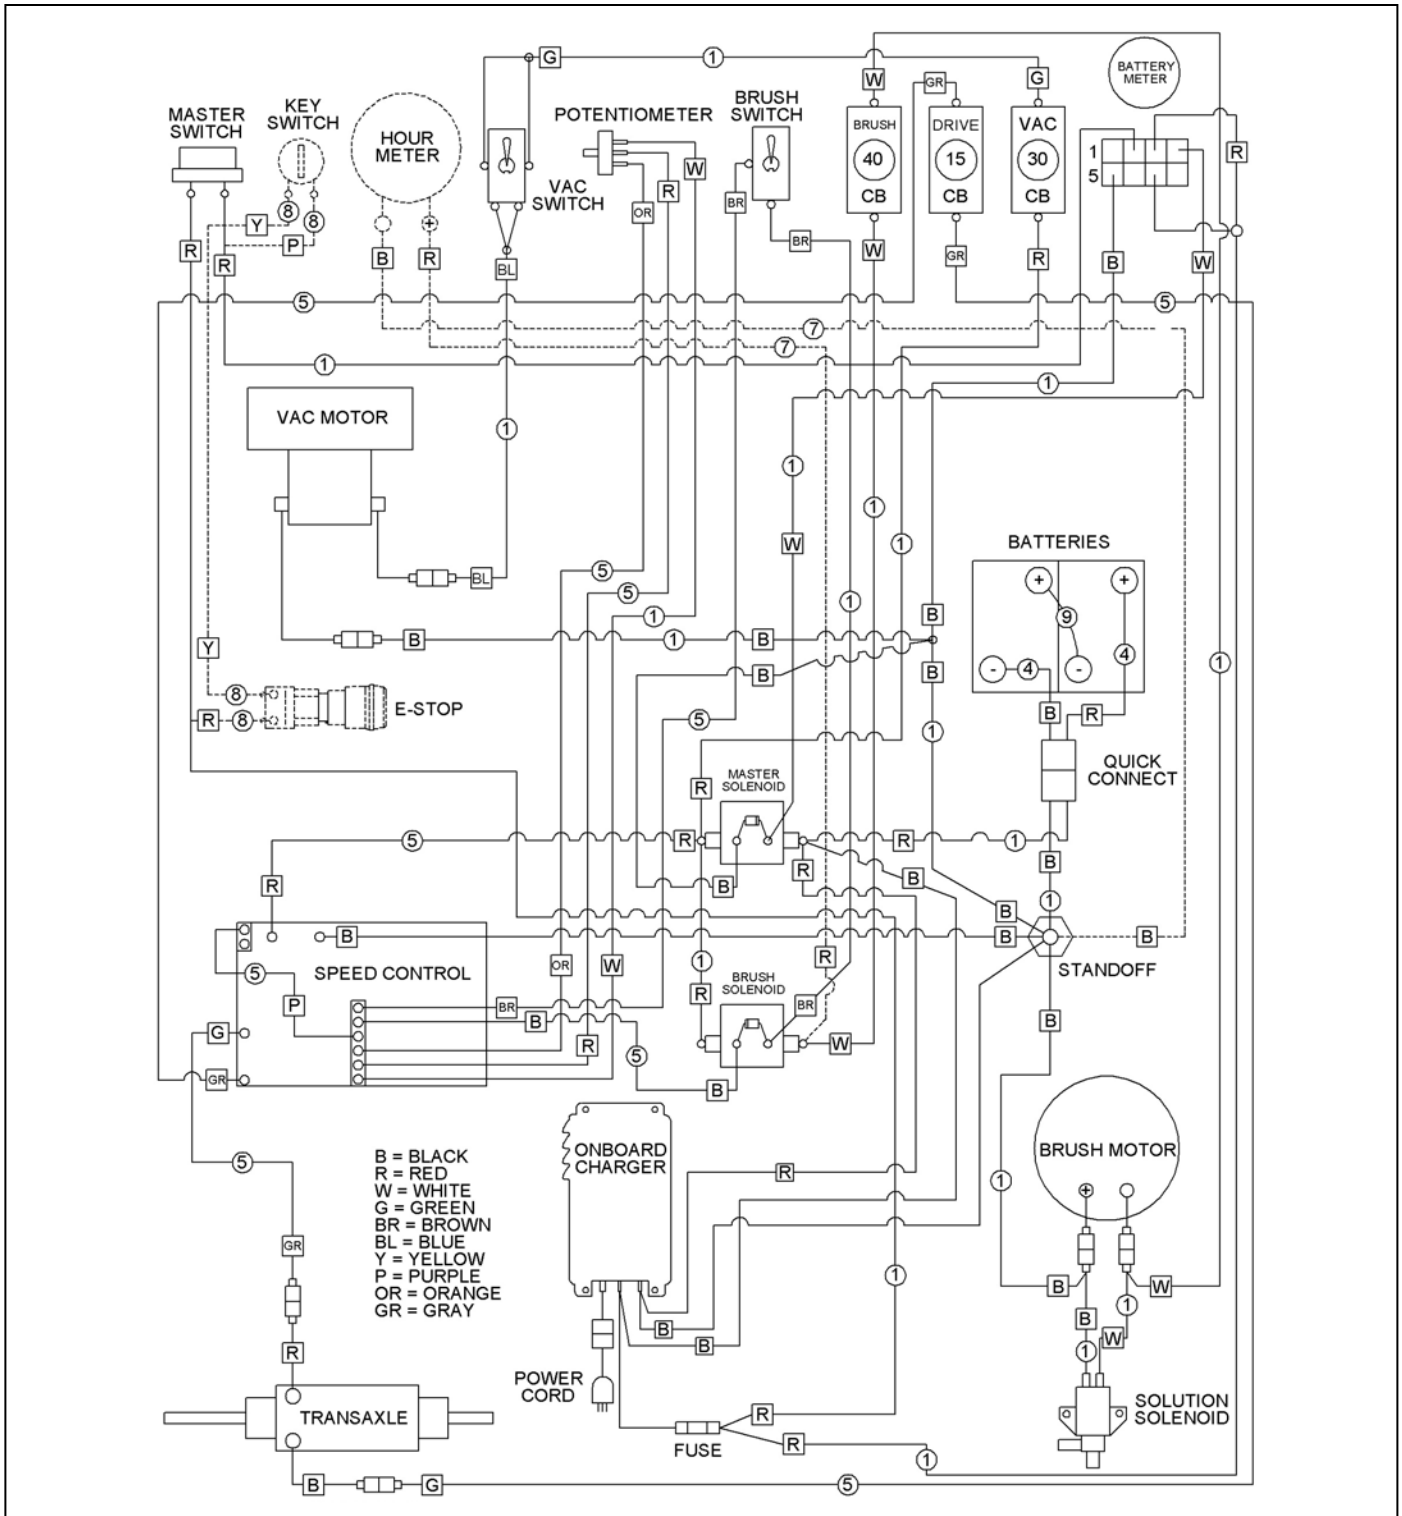 G
1
W
GR
G
BATTERY
METER
MASTER
SWITCH
KEY
SWITCH
HOUR
METER
POTENTIOMETER
BRUSH
SWITCH
BRUSH
40
CB
DRIVE
15
CB
VAC
30
CB
1
5
R
VAC
SWITCH
W
R
OR
BR
BR
8
8
Y
P
R
R
+
B
R
BL
W
GR
R
B
W
5
5
7
7
1
1
VAC MOTOR
1
1
1
W
1
BATTERIES
5
BL
5
1
1
+
+
9
4
-
4
-
B
B
1
B
B
B
1
Y
8
R
8
E-STOP
5
B
R
1
QUICK
CONNECT
MASTER
SOLENOID
R
5
R
R
1
B
R
R
B
B
1
B
B
B
B
SPEED CONTROL
STANDOFF
5
P
OR
W
1
R
R
BRUSH
SOLENOID
BR
BR
B
B
G
R
5
W
GR
B
5
ONBOARD
CHARGER
BRUSH MOTOR
R
1
+
B = BLACK
R = RED
W = WHITE
G = GREEN
BR = BROWN
BL = BLUE
Y = YELLOW
P = PURPLE
OR = ORANGE
GR = GRAY
GR
1
B
W
1
B
W
1
B
B
R
POWER
CORD
TRANSAXLE
R
FUSE
R
1
SOLUTION
SOLENOID
B
G
5